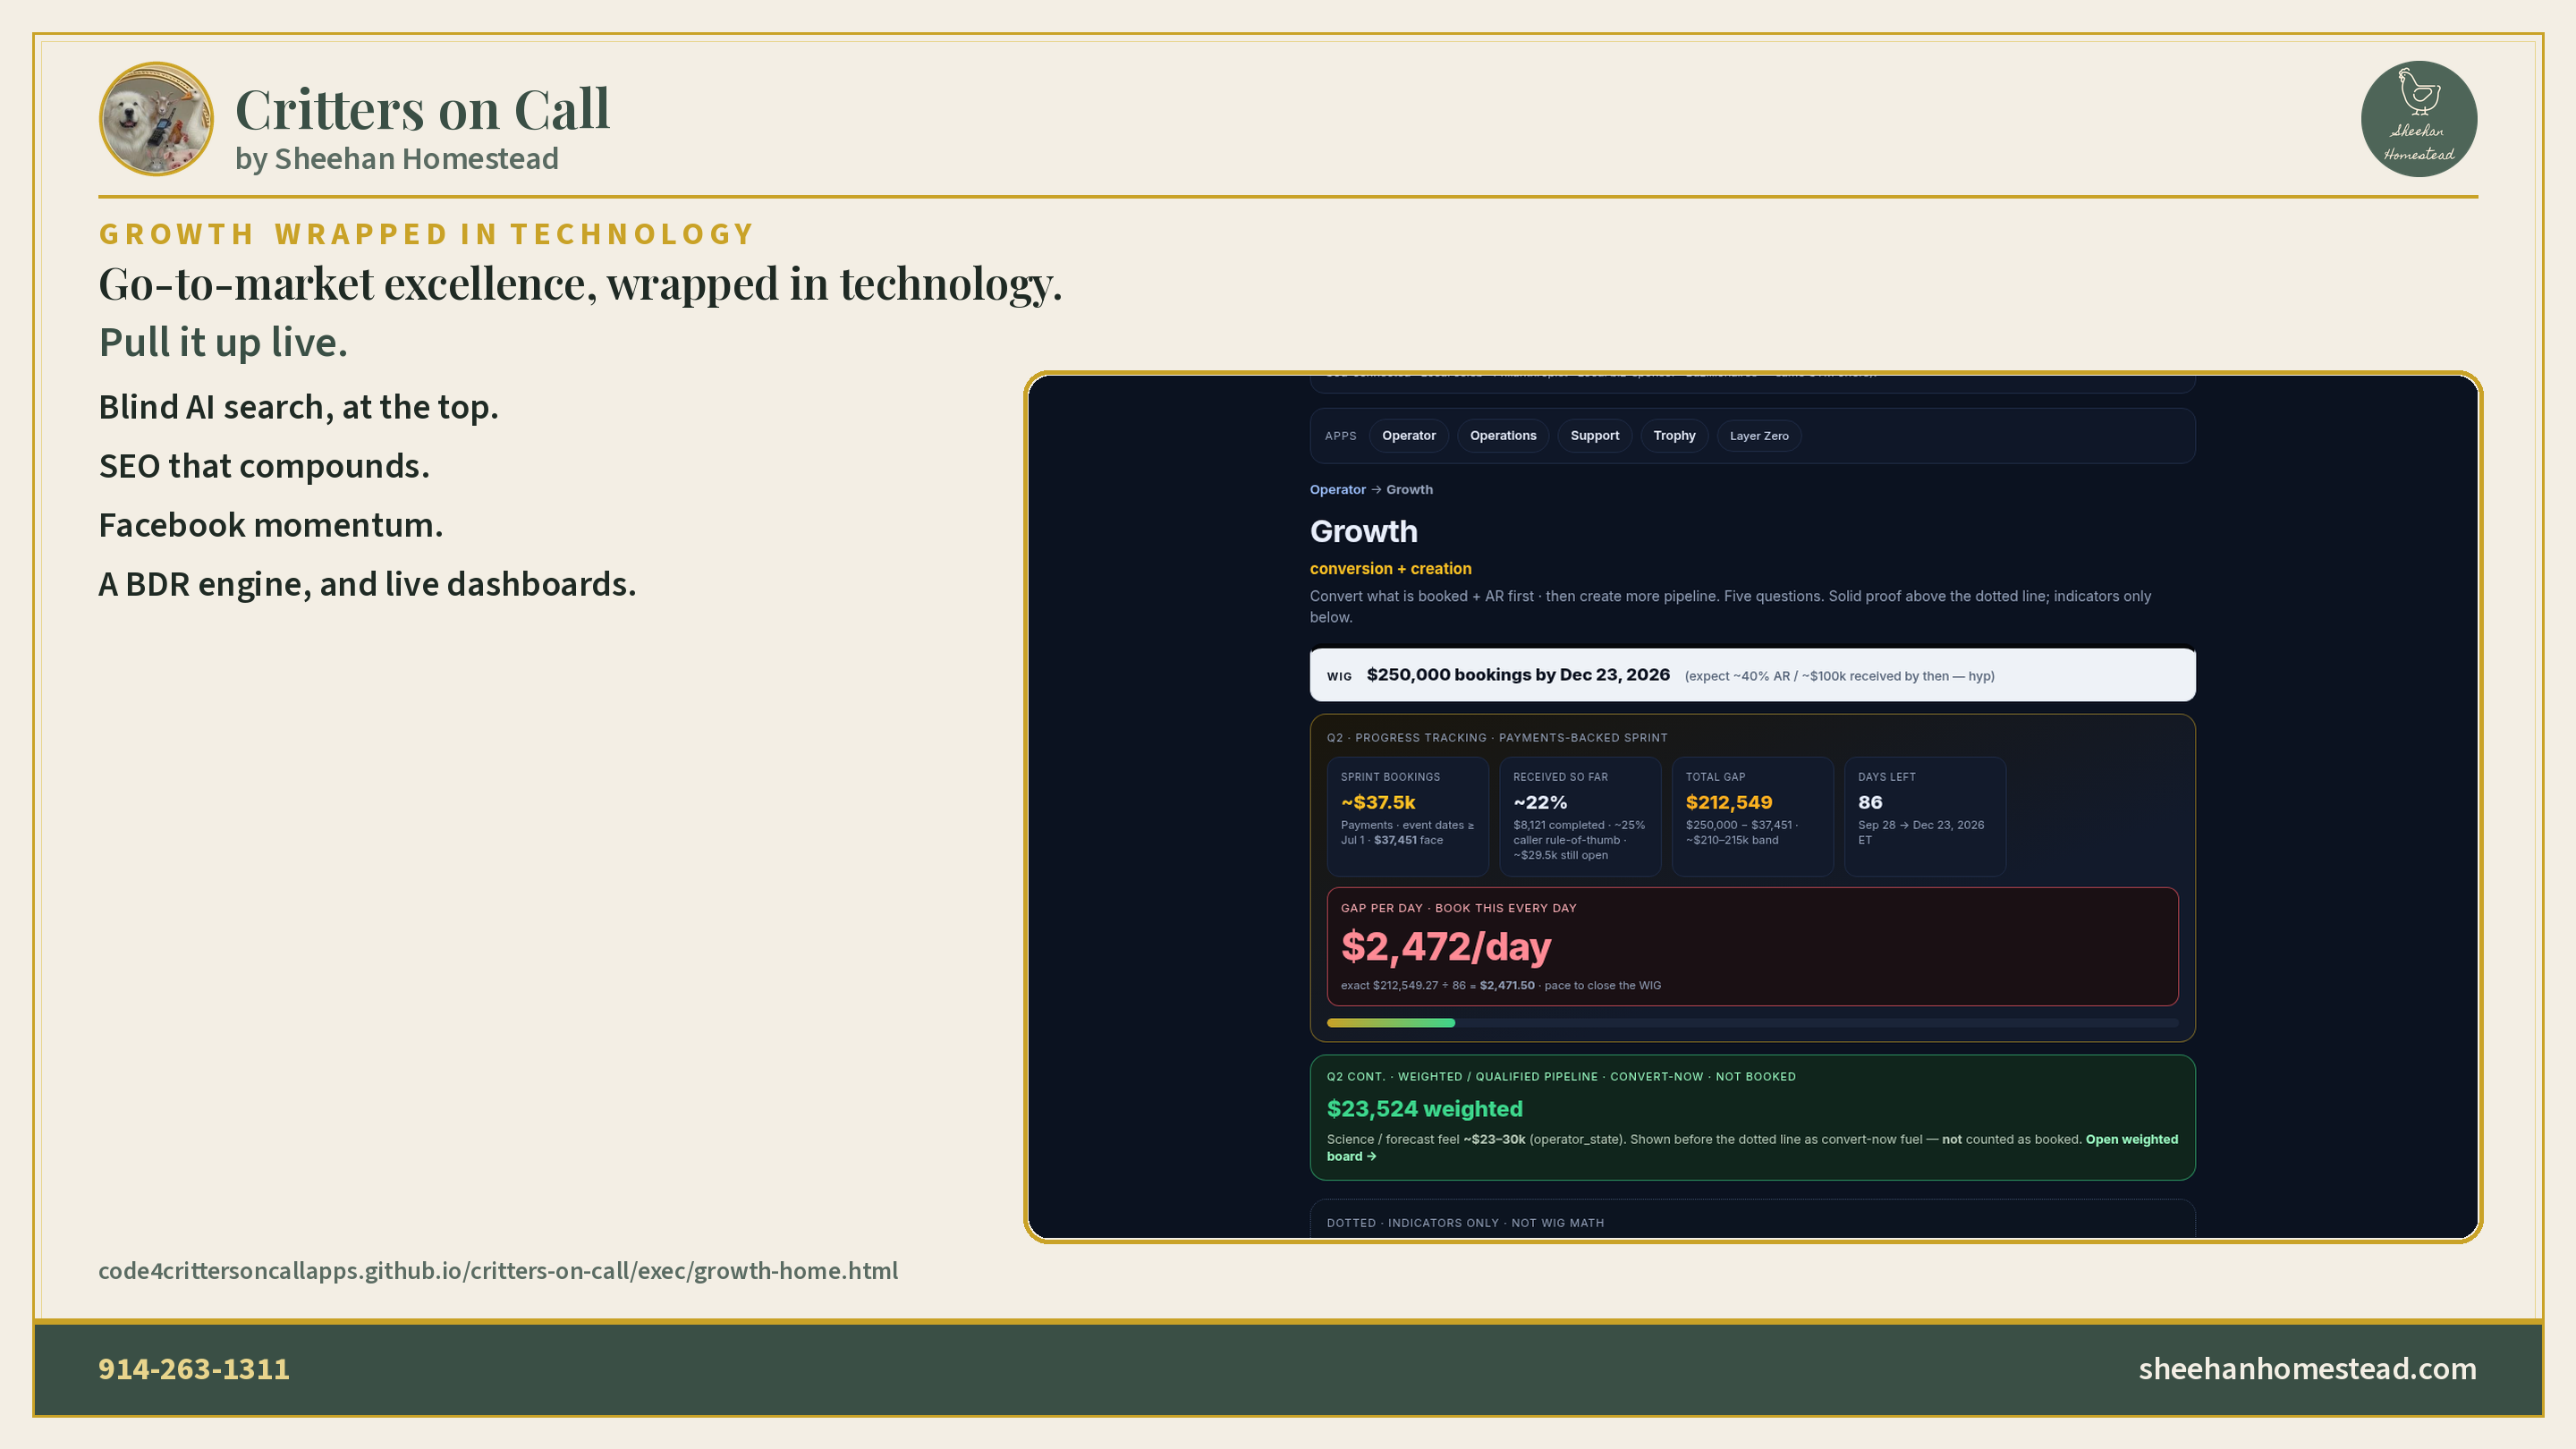 Critters on Call
by Sheehan Homestead
Sheehan
Homestead
GROWTH WRAPPED IN TECHNOLOGY
Go-to-market excellence, wrapped in technology.
Pull it up live.
Blind AI search, at the top.
SEO that compounds.
Facebook momentum.
A BDR engine, and live dashboards.
APPS Operator Operations Support Trophy Layer Zero
Operator → Growth
Growth
conversion + creation
Convert what is booked + AR first · then create more pipeline. Five questions. Solid proof above the dotted line; indicators only
below.
WIG $250,000 bookings by Dec 23, 2026 (expect ~40% AR / ~$100k received by then — hyp)
Q2 · PROGRESS TRACKING · PAYMENTS-BACKED SPRINT
SPRINT BOOKINGS
~$37.5k
Payments · event dates ≥
Jul 1 · $37,451 face
RECEIVED SO FAR
~22%
$8,121 completed · ~25%
caller rule-of-thumb ·
~$29.5k still open
TOTAL GAP
$212,549
$250,000 − $37,451 ·
~$210–215k band
DAYS LEFT
86
Sep 28 → Dec 23, 2026
ET
GAP PER DAY · BOOK THIS EVERY DAY
$2,472/day
exact $212,549.27 ÷ 86 = $2,471.50 · pace to close the WIG
Q2 CONT. · WEIGHTED / QUALIFIED PIPELINE · CONVERT-NOW · NOT BOOKED
$23,524 weighted
Science / forecast feel ~$23–30k (operator_state). Shown before the dotted line as convert-now fuel — not counted as booked. Open weighted
board →
DOTTED · INDICATORS ONLY · NOT WIG MATH
code4crittersoncallapps.github.io/critters-on-call/exec/growth-home.html
914-263-1311
sheehanhomestead.com